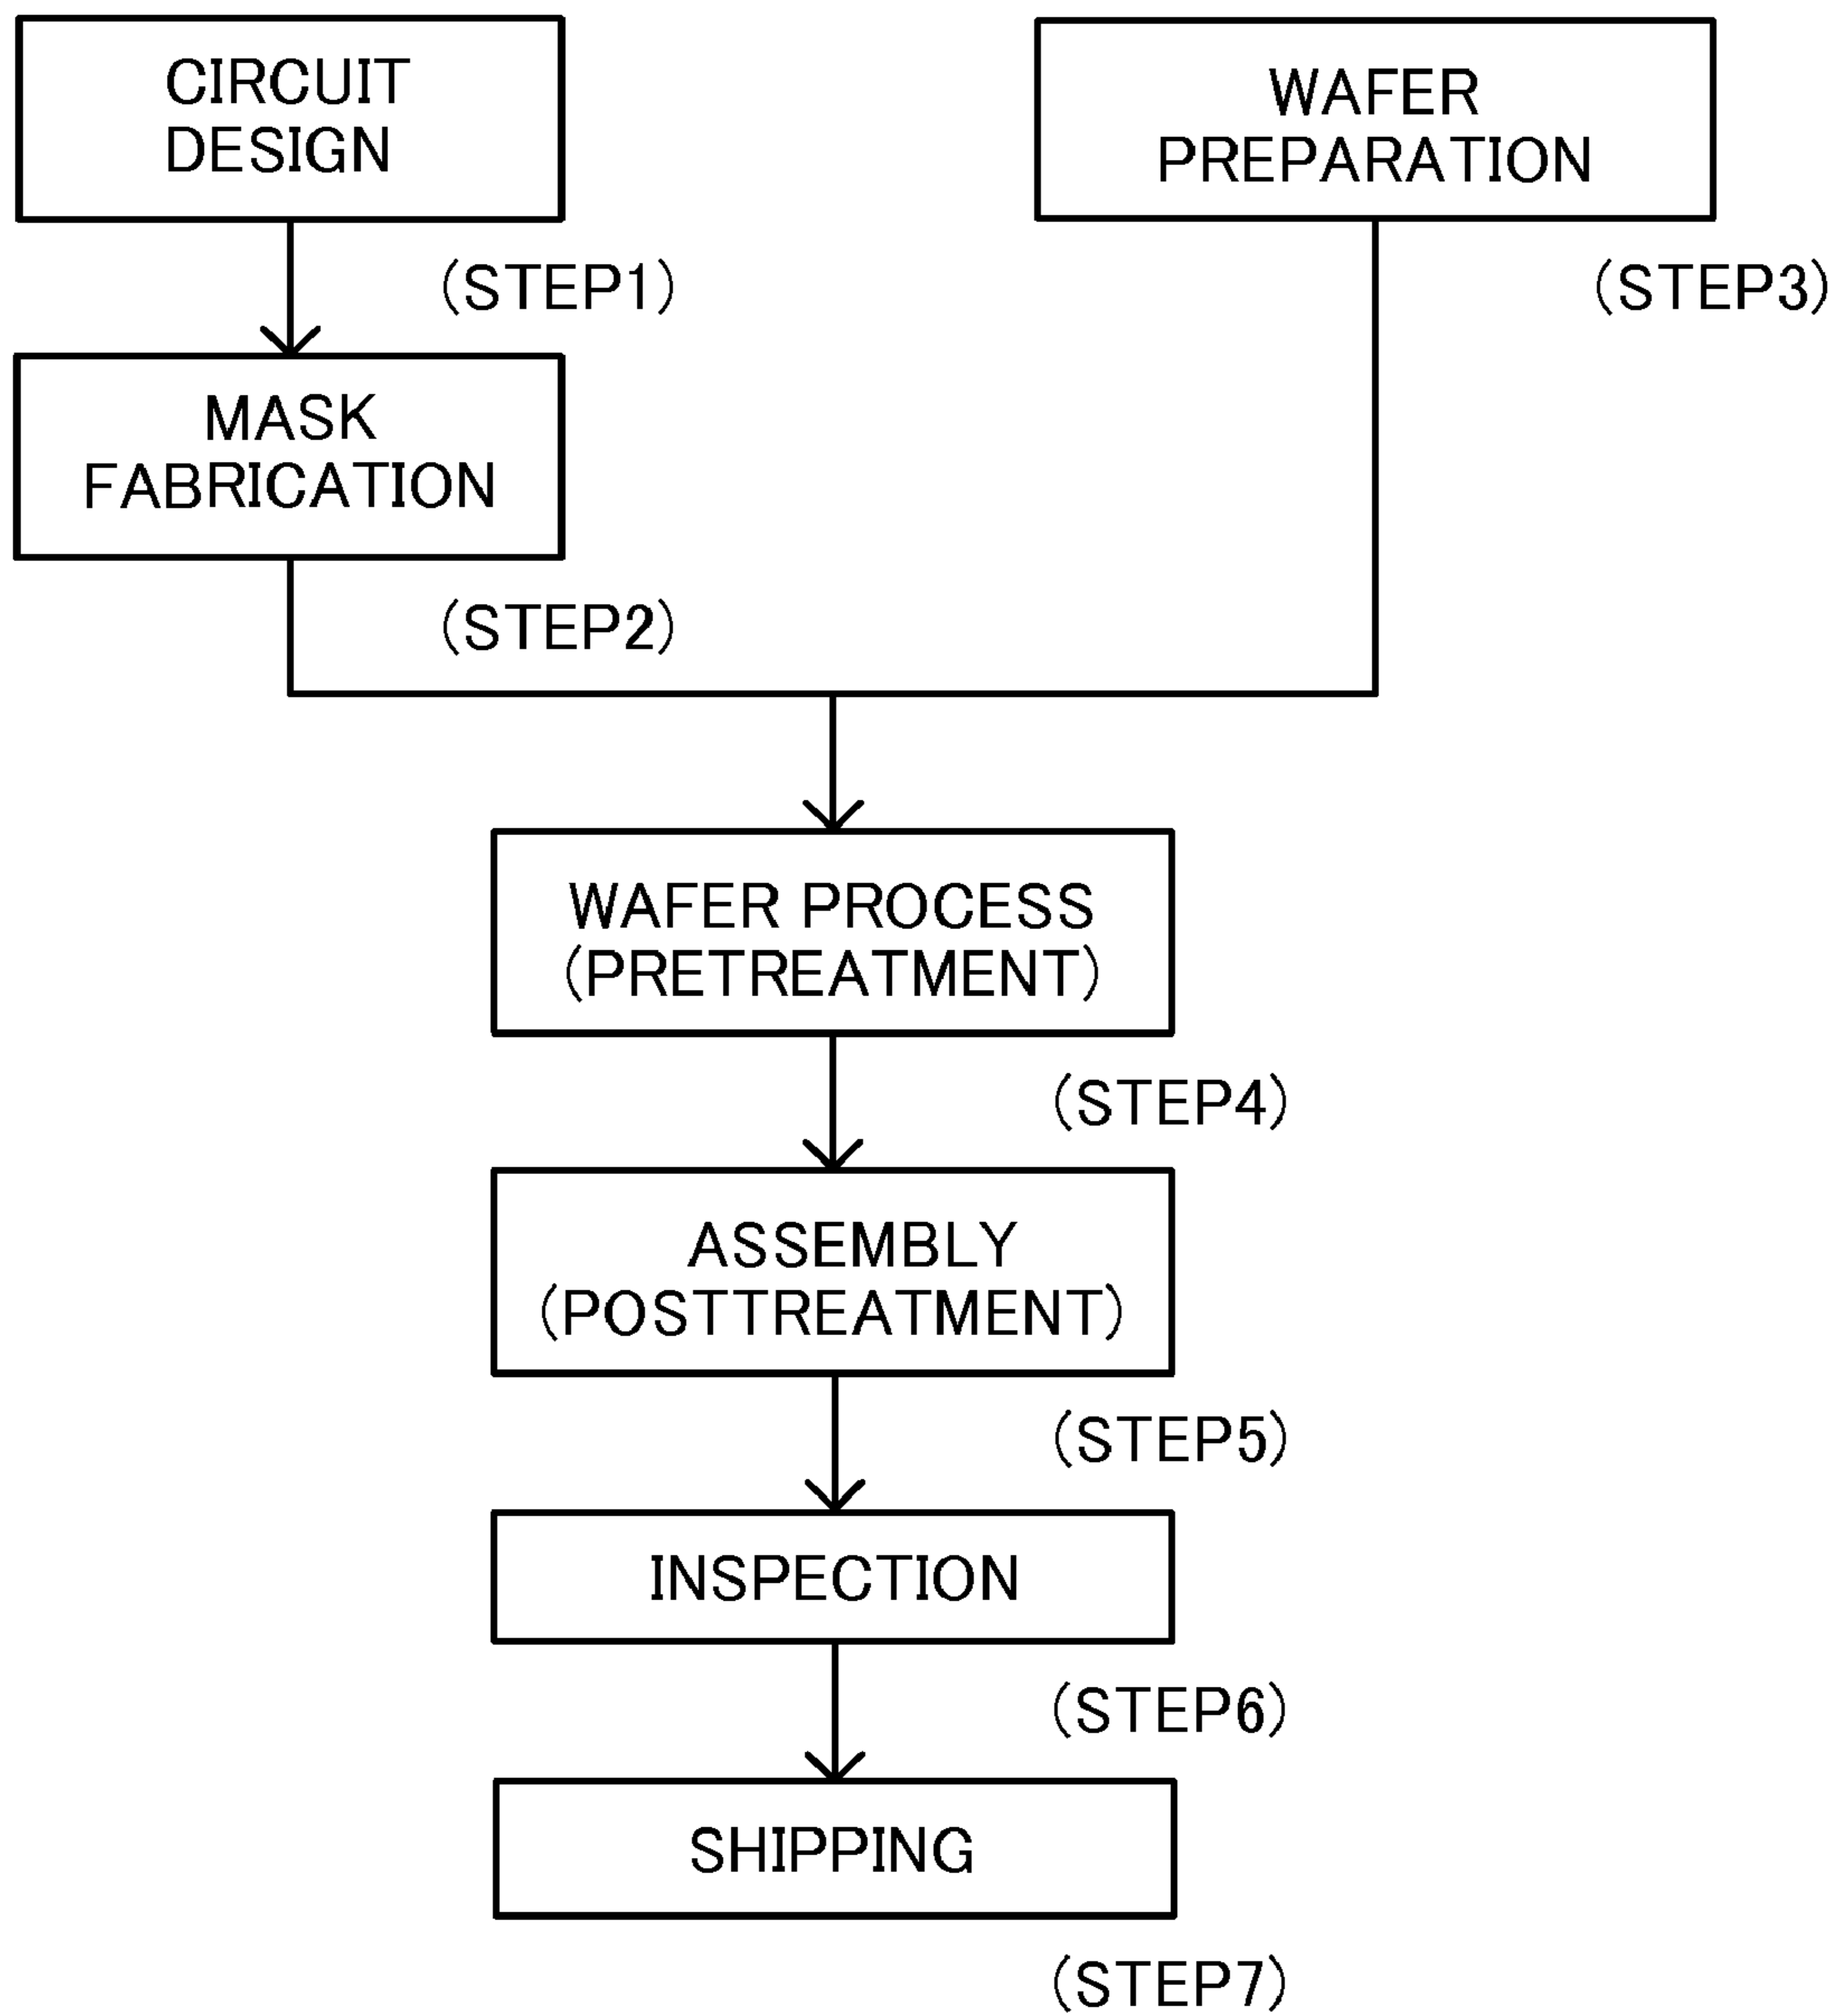 CIRCUIT
DESIGN
(STEP1)
MASK
FABRICATION
(STEP2)
WAFER
PREPARATION
(STEP3)
WAFER PROCESS
(PRETREATMENT)
(STEP4)
ASSEMBLY
(POSTTREATMENT)
(STEP5)
INSPECTION
(STEP6)
SHIPPING
(STEP7)